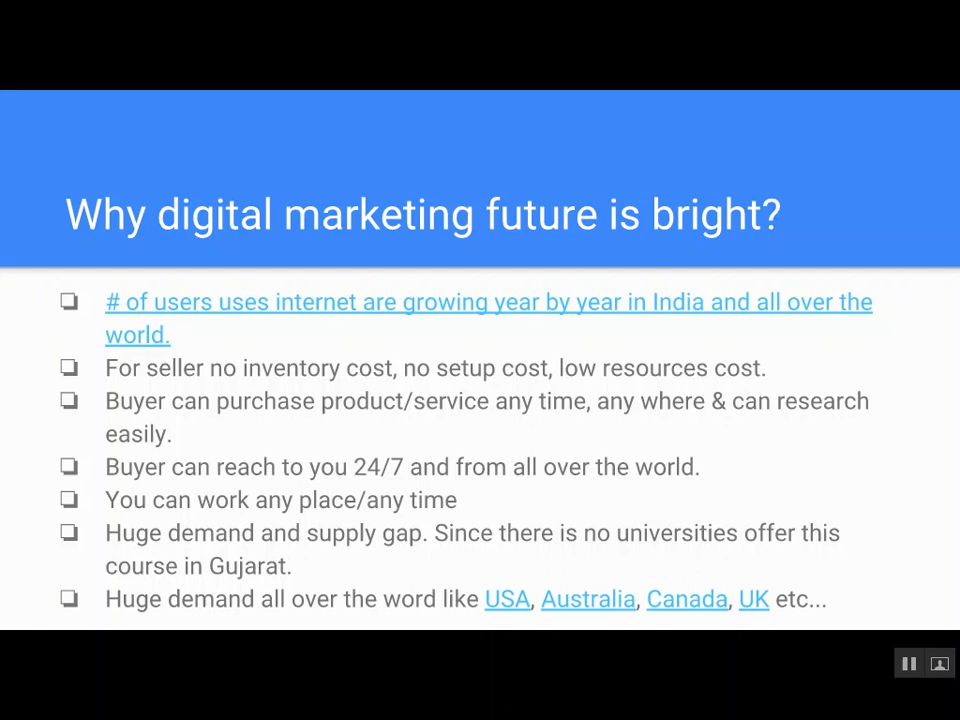 Why digital marketing future is bright?
# of users uses internet are growing year by year in India and all over the
world.
For seller no inventory cost, no setup cost, low resources cost.
Buyer can purchase product/service any time, any where & can research
easily.
Buyer can reach to you 24/7 and from all over the world.
You can work any place/any time
Huge demand and supply gap. Since there is no universities offer this
course in Gujarat.
Huge demand all over the word like USA, Australia, Canada, UK etc...